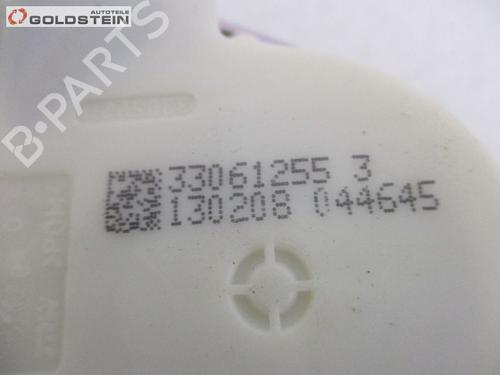 AUTOTEILE
GOLDSTEIN
B-PARTS
33061255 3
130208 044645